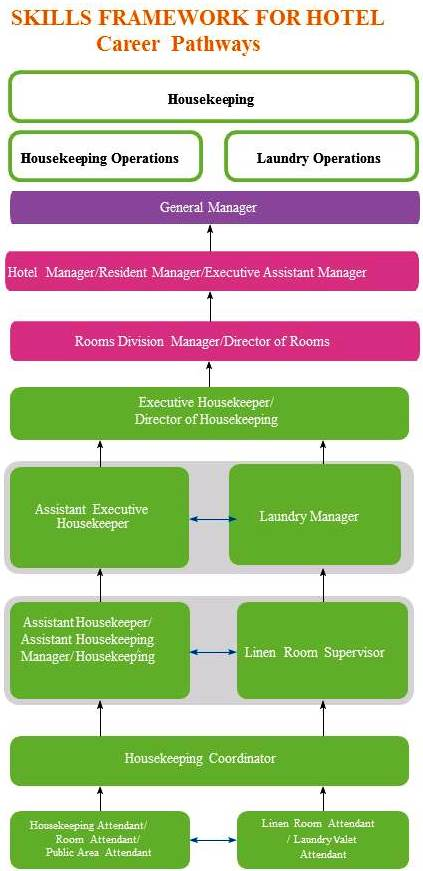 SKILLS FRAMEWORK FOR HOTEL
Career Pathways
Housekeeping
Housekeeping Operations
Laundry Operations
General Manager
Hotel Manager/Resident Manager/Executive Assistant Manager
Rooms Division Manager/Director of Rooms
Executive Housekeeper/
Director of Housekeeping
Assistant Executive
Housekeeper
Laundry Manager
Assistant Housekeeper/
Assistant Housekeeping
Manager/Housekeeping
Linen Room Supervisor
Housekeeping Coordinator
Housekeeping Attendant/
Room Attendant/
Public Area Attendant
Linen Room Attendant
/ Laundry Valet
Attendant